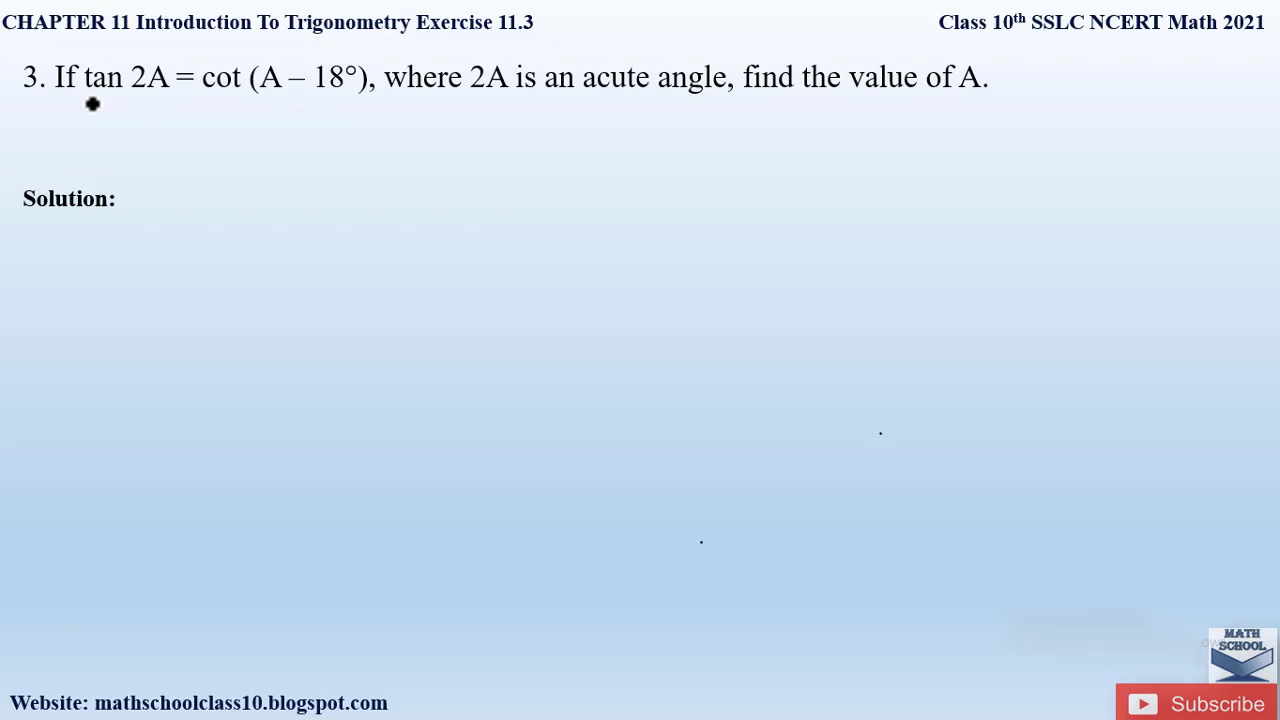 CHAPTER 11 Introduction To Trigonometry Exercise 11.3
Class 10th SSLC NCERT Math 2021
3. If tan 2A = cot (A – 18°), where 2A is an acute angle, find the value of A.
Solution:
MATH
SCHOOL
Website: mathschoolclass10.blogspot.com
Subscribe